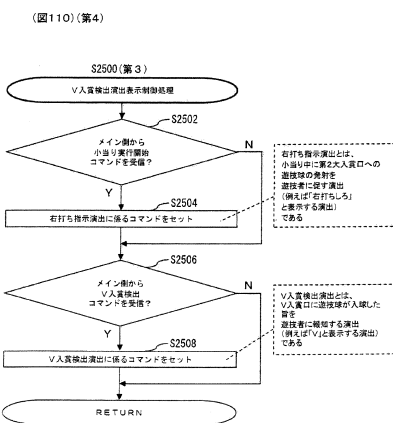 (図110)(第4)
S2500(第3)
V入賞検出演出表示制御処理
S2502
メイン側から
小当り実行開始
コマンドを受信?
N
Y
右打ち指示演出とは、
小当り中に第2大入賞口への
遊技球の発射を
遊技者に促す演出
(例えば「右打ちしろ」
と表示する演出)
である
S2504
右打ち指示演出に係るコマンドをセット
S2506
メイン側から
V入賞検出
コマンドを受信?
N
Y
V入賞検出演出とは、
V入賞口に遊技球が入球した
旨を
遊技者に報知する演出
(例えば「V」と表示する演出)
である
S2508
V入賞検出演出に係るコマンドをセット
RETURN